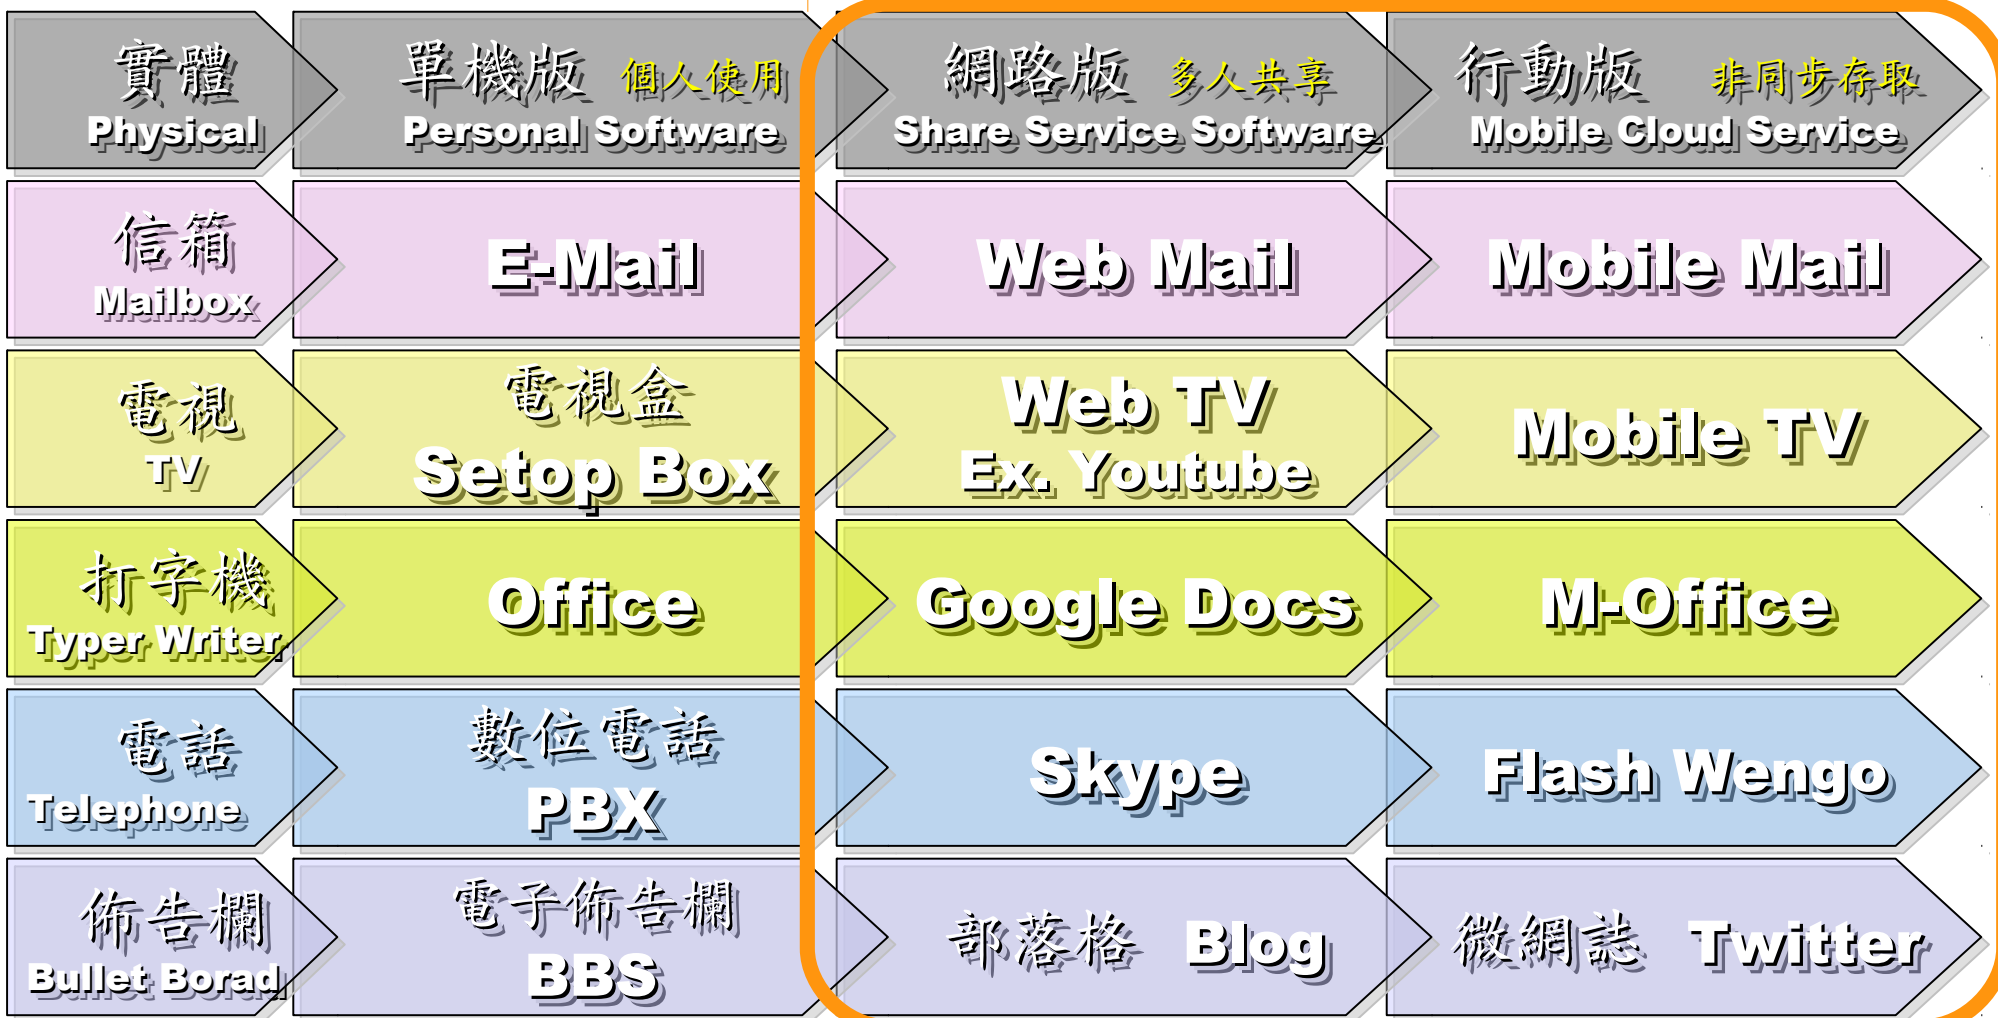 實體
Physical
單機版 個人使用
Personal Software
網路版 多人共享
Share Service Software
行動版 非同步存取
Mobile Cloud Service
信箱
Mailbox
E-Mail
Web Mail
Mobile Mail
電視
TV
電視盒
Setop Box
Web TV
Ex. Youtube
Mobile TV
打字機
Typer Writer
Office
Google Docs
M-Office
電話
Telephone
數位電話
PBX
Skype
Flash Wengo
佈告欄
Bullet Borad
電子佈告欄
BBS
部落格 Blog
微網誌 Twitter